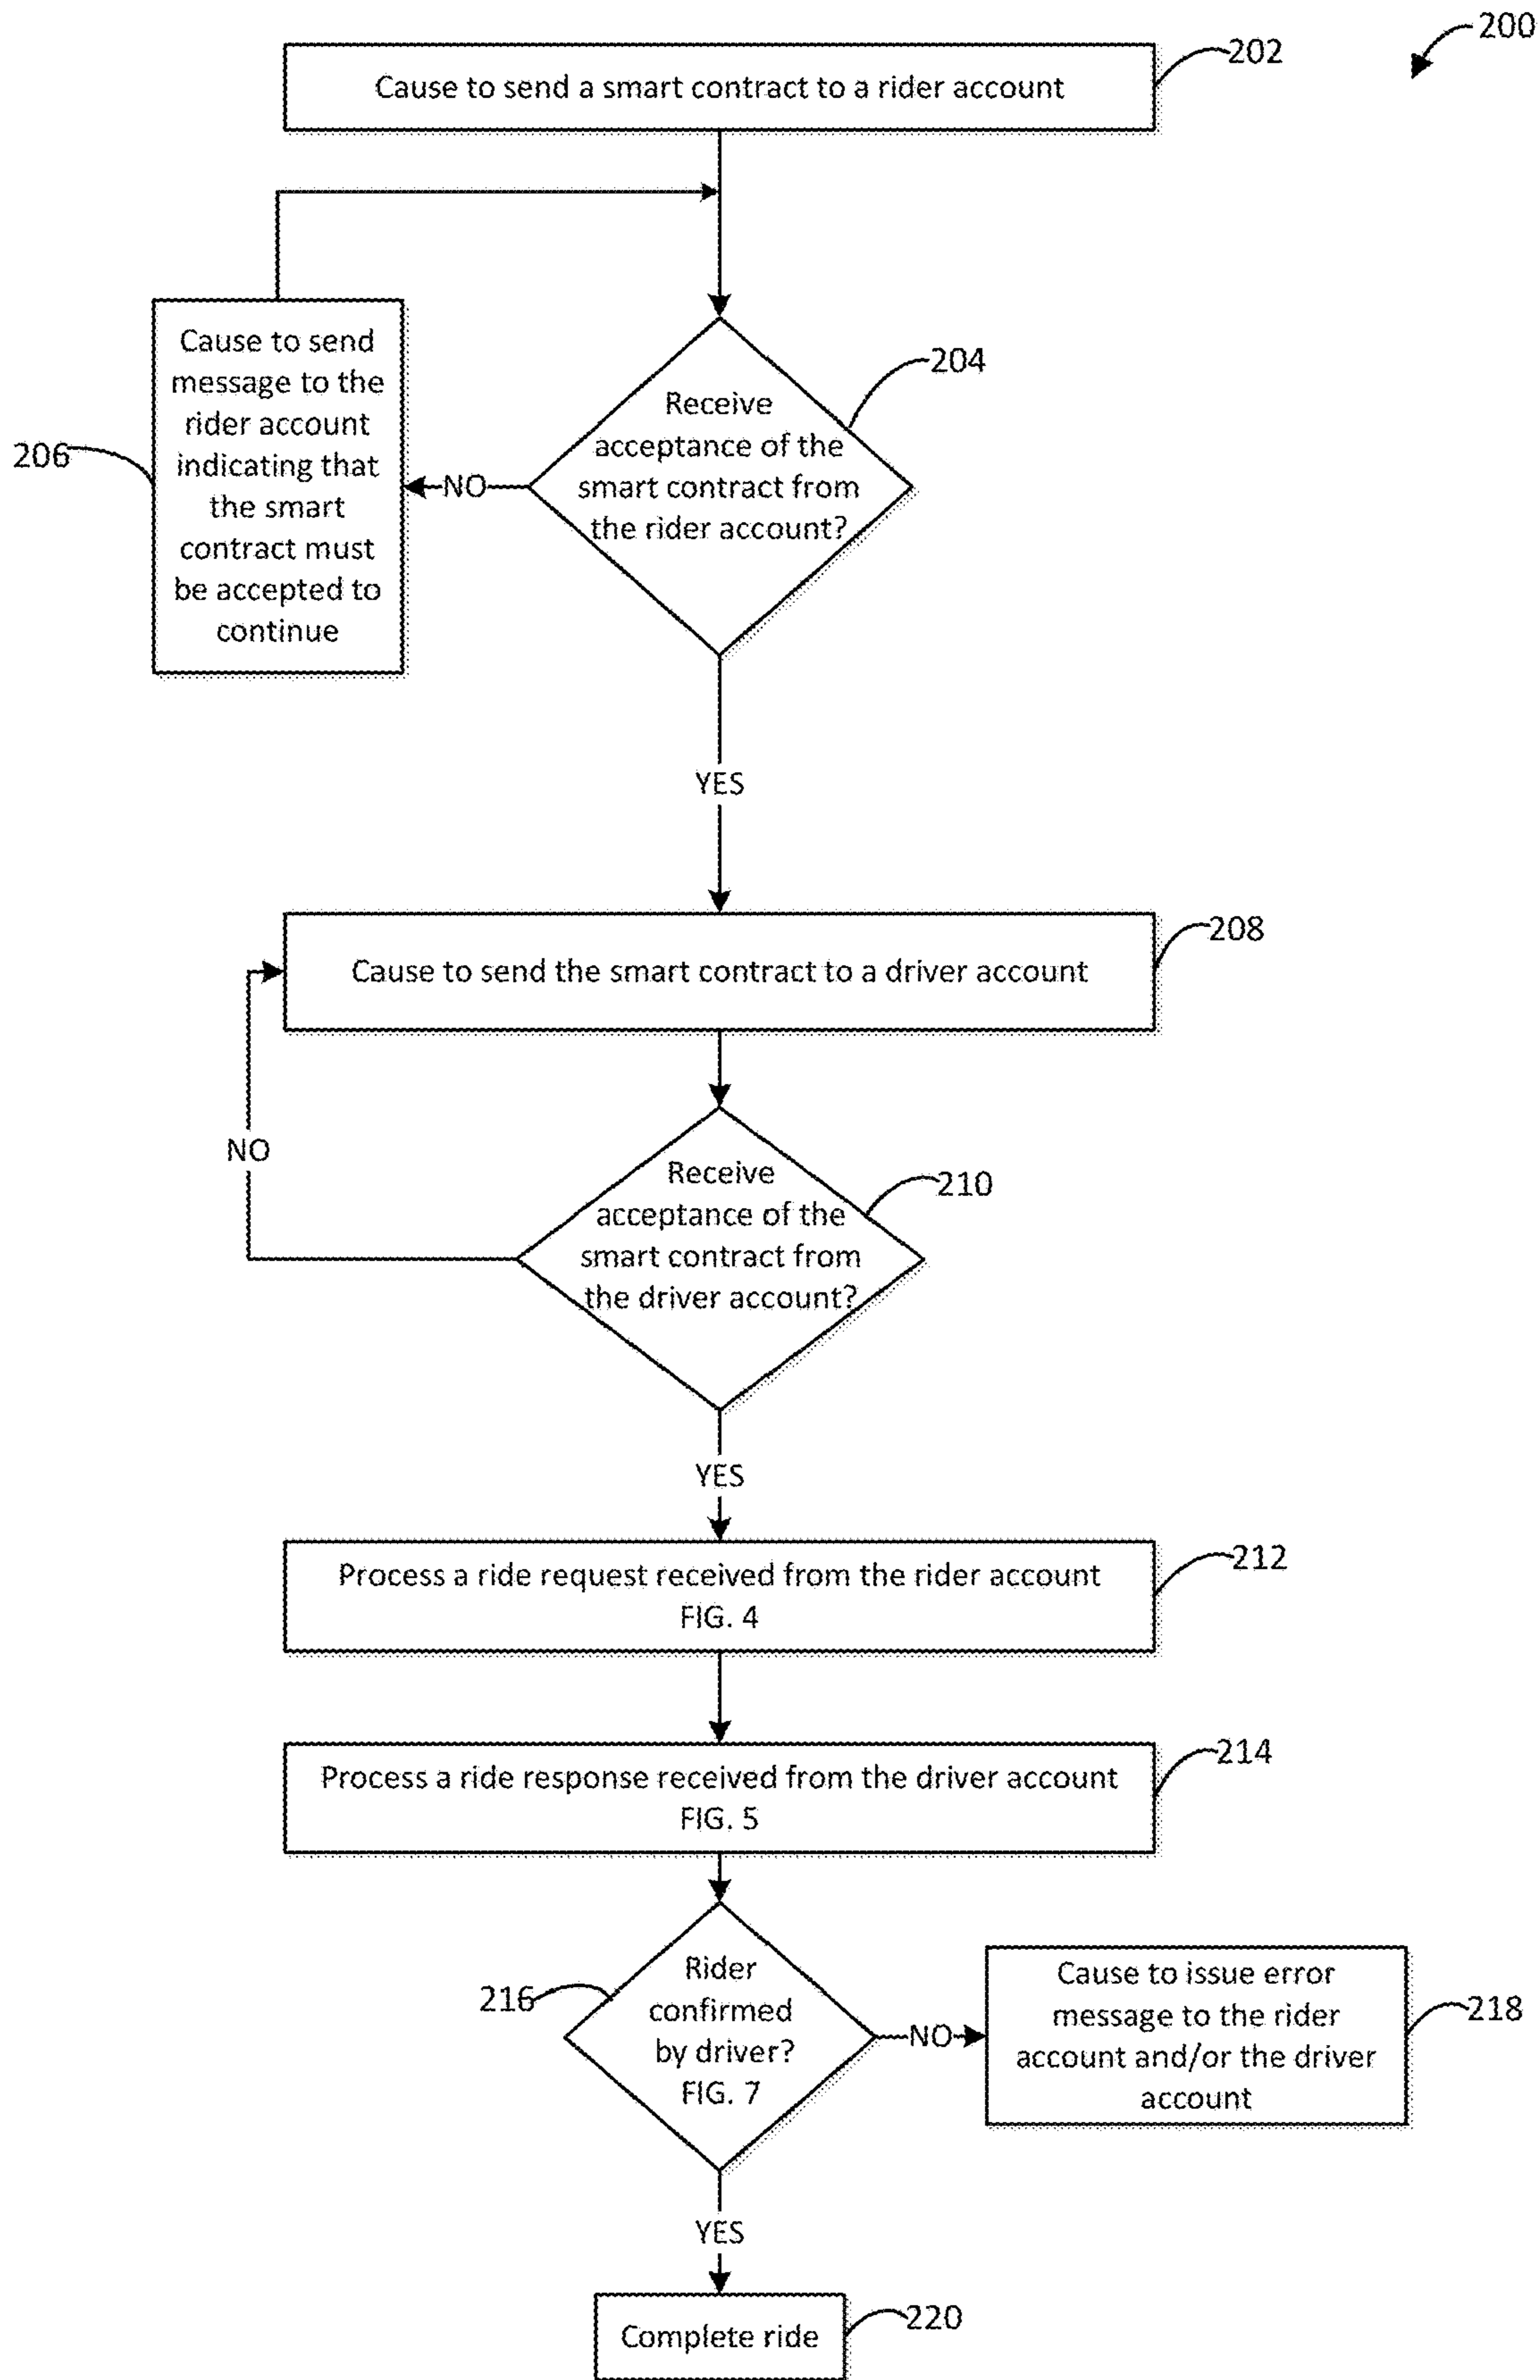 200
202
Cause to send a smart contract to a rider account
Cause to send
message to the
rider account
indicating that
the smart
contract must
be accepted to
continue
206
NO
204
Receive
acceptance of the
smart contract from
the rider account?
YES
208
Cause to send the smart contract to a driver account
NO
210
Receive
acceptance of the
smart contract from
the driver account?
YES
212
Process a ride request received from the rider account
FIG. 4
214
Process a ride response received from the driver account
FIG. 5
216
Rider
confirmed
by driver?
FIG. 7
NO
Cause to issue error
message to the rider
account and/or the driver
account
218
YES
220
Complete ride